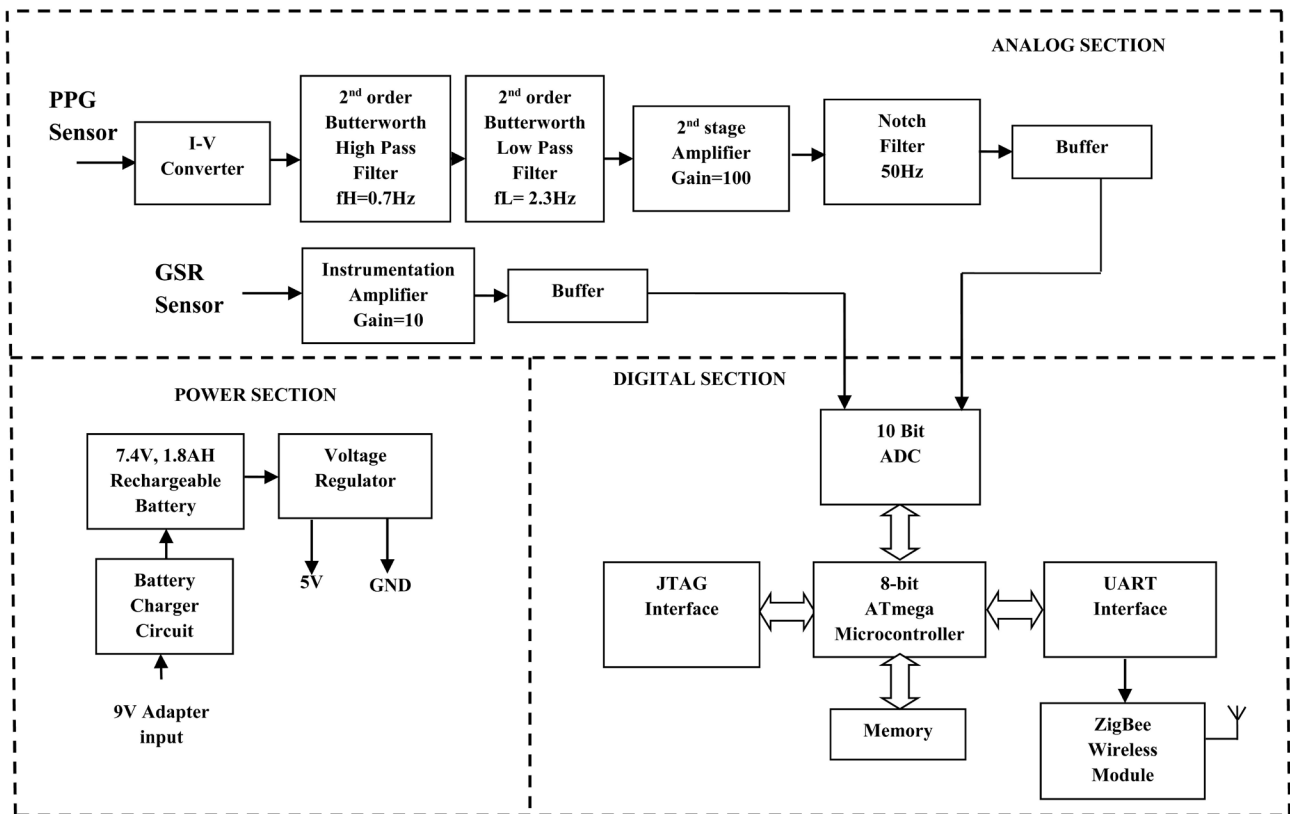 ANALOG SECTION
PPG
Sensor
I-V
Converter
2nd order
Butterworth
High Pass
Filter
fH=0.7Hz
2nd order
Butterworth
Low Pass
Filter
fL= 2.3Hz
2nd stage
Amplifier
Gain=100
Notch
Filter
50Hz
Buffer
GSR
Sensor
Instrumentation
Amplifier
Gain=10
Buffer
POWER SECTION
7.4V, 1.8AH
Rechargeable
Battery
Voltage
Regulator
5V
GND
Battery
Charger
Circuit
9V Adapter
input
DIGITAL SECTION
10 Bit
ADC
JTAG
Interface
8-bit
ATmega
Microcontroller
UART
Interface
Memory
ZigBee
Wireless
Module